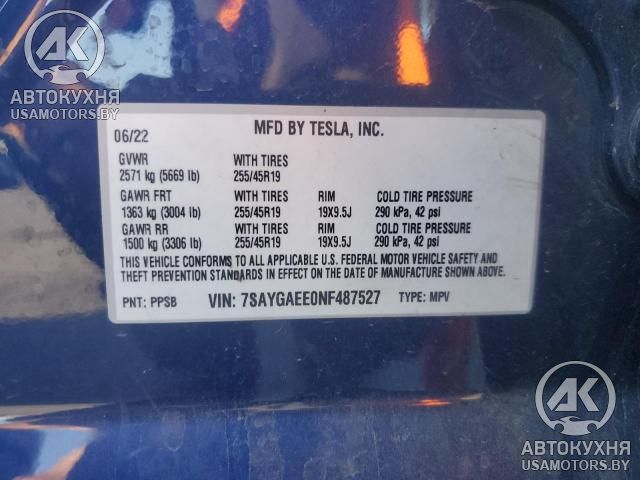 AK
АВТОКУХНЯ
USAMOTORS.BY
06/22 MFD BY TESLA, INC.
GVWR WITH TIRES
2571 kg (5669 lb) 255/45R19
GAWR FRT WITH TIRES RIM COLD TIRE PRESSURE
1363 kg (3004 lb) 255/45R19 19X9.5J 290 kPa, 42 psi
GAWR RR WITH TIRES RIM COLD TIRE PRESSURE
1500 kg (3306 lb) 255/45R19 19X9.5J 290 kPa, 42 psi
THIS VEHICLE CONFORMS TO ALL APPLICABLE U.S. FEDERAL MOTOR VEHICLE SAFETY AND
THEFT PREVENTION STANDARDS IN EFFECT ON THE DATE OF MANUFACTURE SHOWN ABOVE.
PNT: PPSB VIN: 7SAYGAEE0NF487527 TYPE: MPV
AK
АВТОКУХНЯ
USAMOTORS.BY